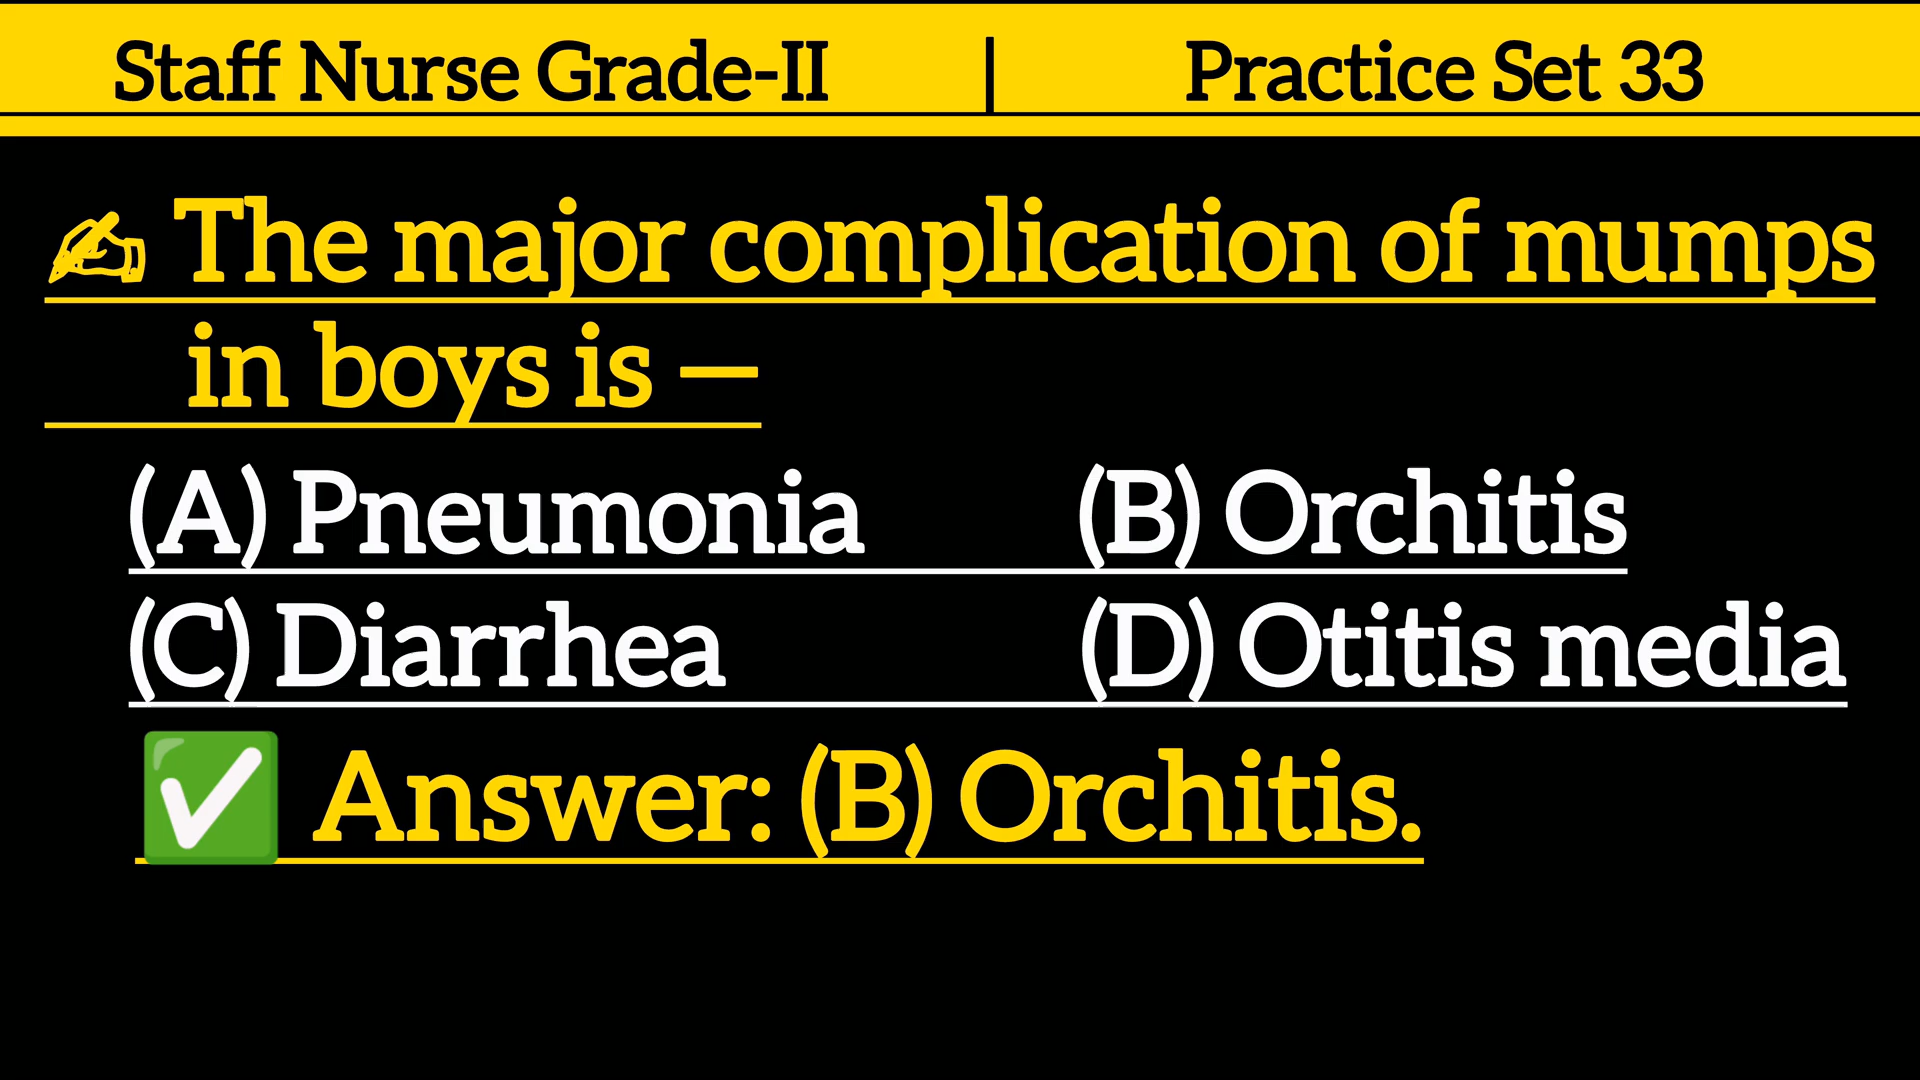 Staff Nurse Grade-II | Practice Set 33
✍ The major complication of mumps
in boys is –
(A) Pneumonia (B) Orchitis
(C) Diarrhea (D) Otitis media
✅ Answer: (B) Orchitis.